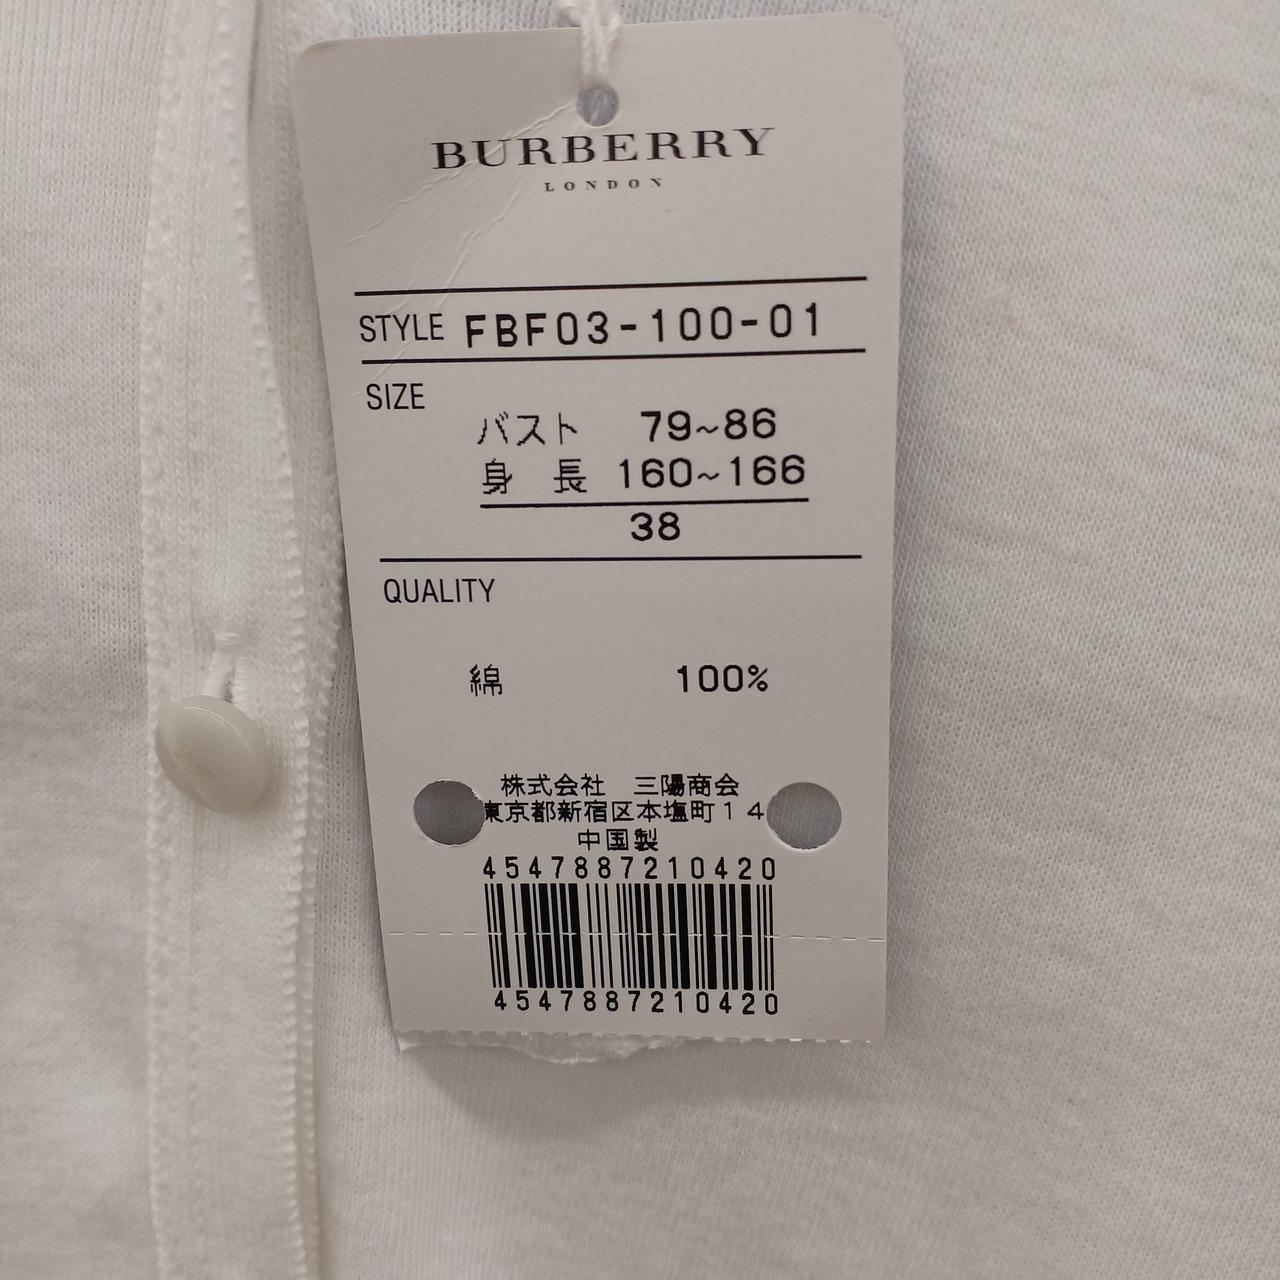 BURBERRY
LONDON
STYLE FBF03-100-01
SIZE
バスト 79~86
身 長 160~166
38
QUALITY
綿 100%
株式会社 三陽商会
東京都新宿区本塩町14
中国製
4547887210420
4547887210420